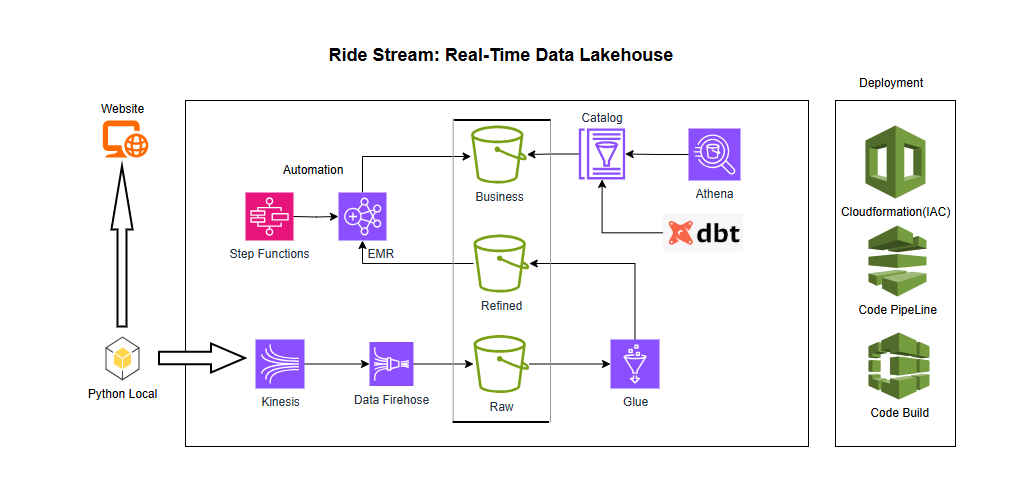 Ride Stream: Real-Time Data Lakehouse
Deployment
Website
Catalog
Automation
Business
Athena
Cloudformation(IAC)
dbt
Step Functions
EMR
Refined
Code PipeLine
Python Local
Kinesis
Data Firehose
Raw
Glue
Code Build